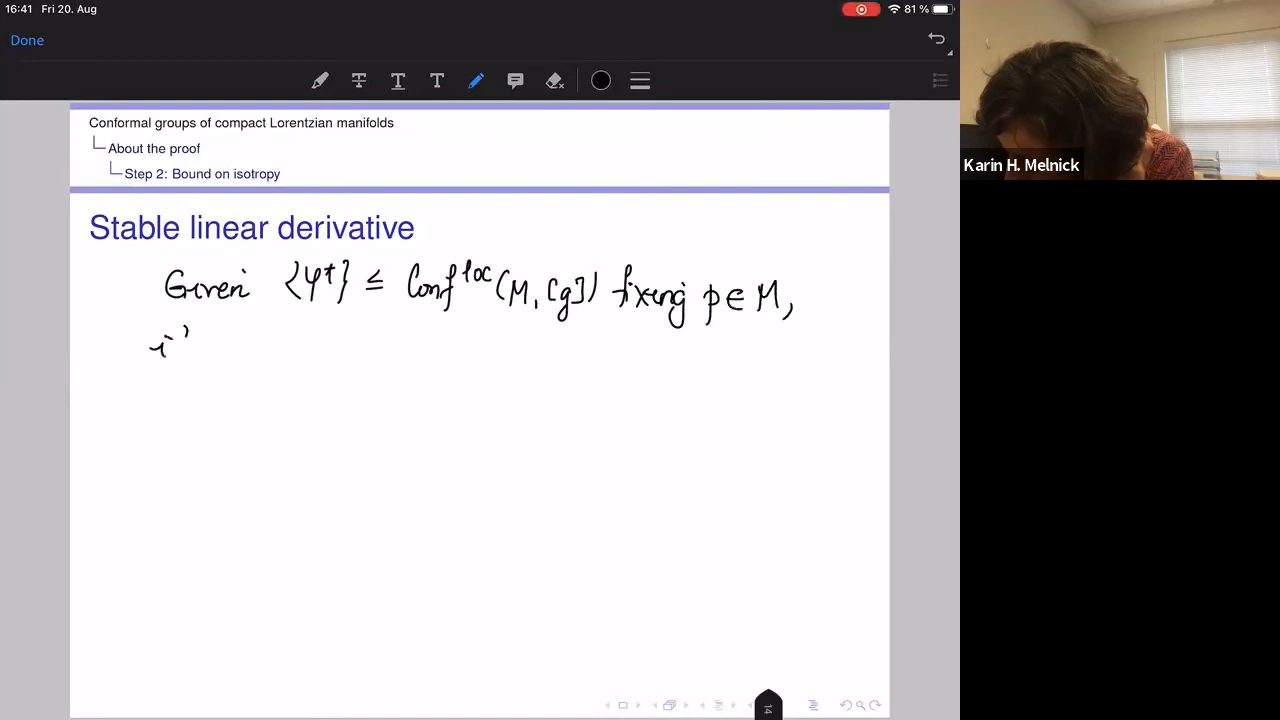 16:41 Fri 20. Aug
81 %
Done
Conformal groups of compact Lorentzian manifolds
About the proof
Step 2: Bound on isotropy
Stable linear derivative
Given {φᵗ} ≤ Conf^loc(M, [g]) fixing p ∈ M,
14
Karin H. Melnick